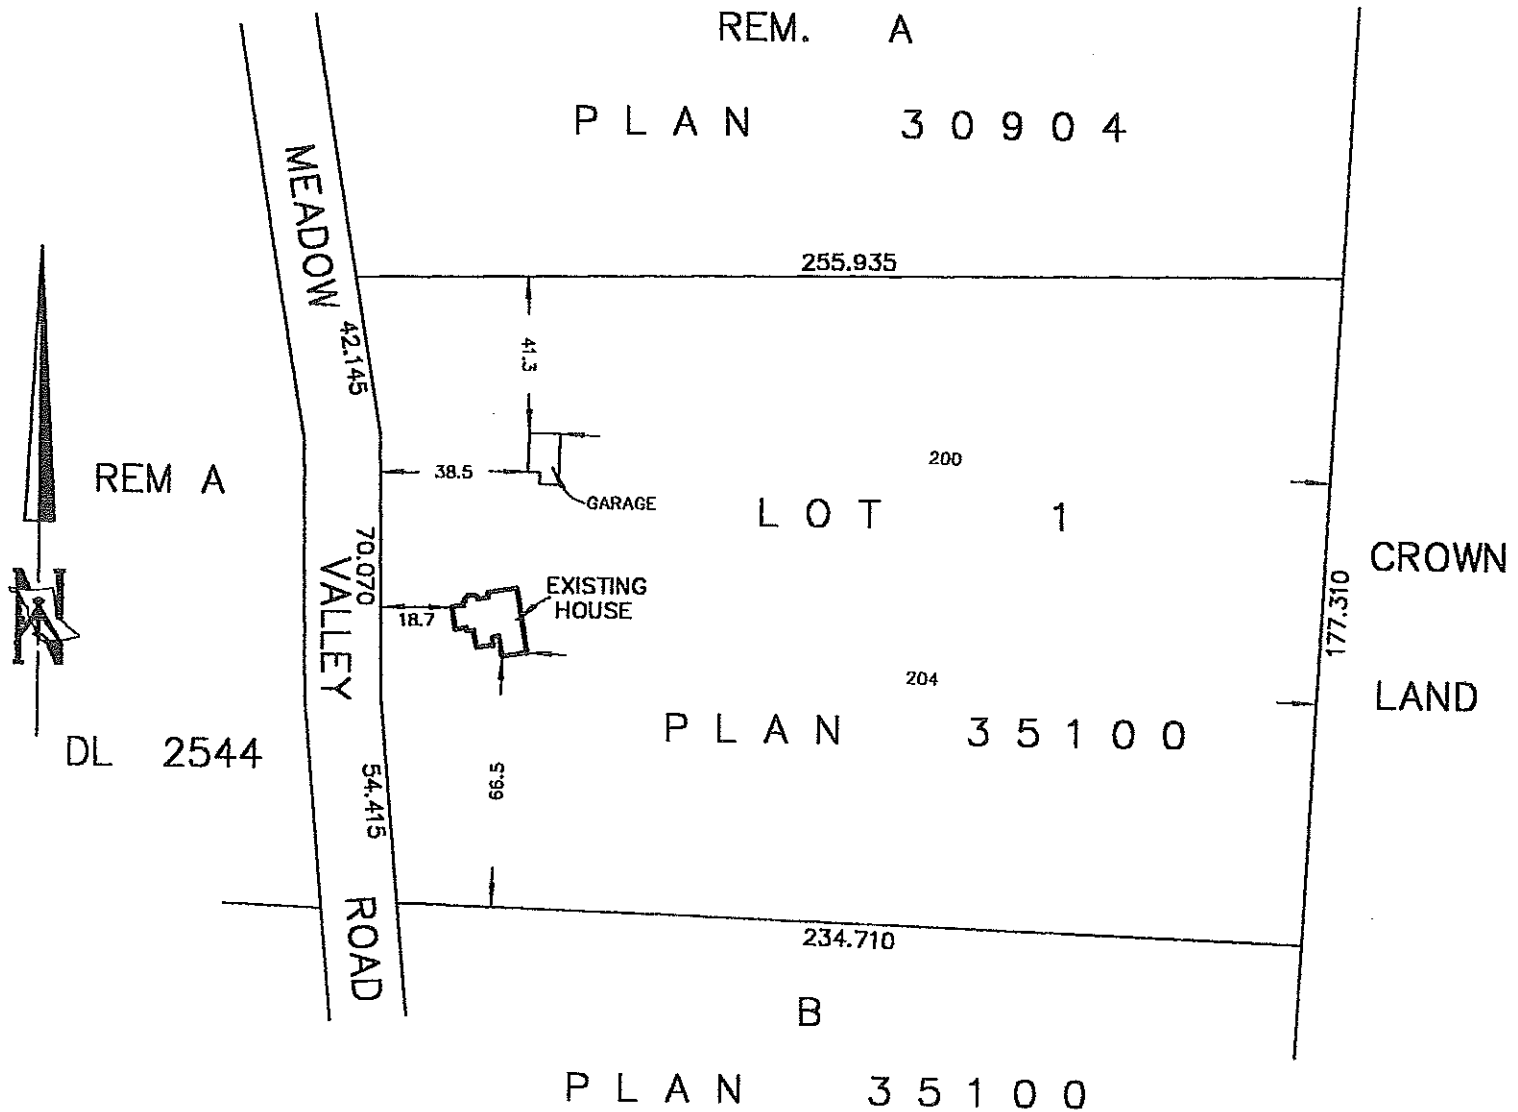 REM. A
PLAN 30904
MEADOW
255.935
42.145
41.3
REM A
38.5
GARAGE
200
LOT 1
70.070
VALLEY
EXISTING
HOUSE
18.7
CROWN
177.310
N
204
LAND
PLAN 35100
DL 2544
54.415
66.5
ROAD
234.710
B
PLAN 35100